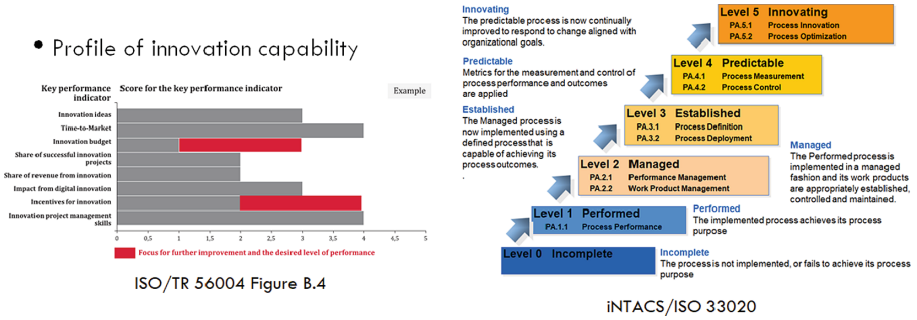 • Profile of innovation capability
Key performance
indicator
Score for the key performance indicator
Example
Innovation ideas
Time-to-Market
Innovation budget
Share of successful innovation
projects
Share of revenue from innovation
Impact from digital innovation
Incentives for innovation
Innovation project management
skills
0 0,5 1 1,5 2 2,5 3 3,5 4 4,5 5
Focus for further improvement and the desired level of performance
ISO/TR 56004 Figure B.4
Innovating
The predictable process is now continually
improved to respond to change aligned with
organizational goals.
Predictable
Metrics for the measurement and control of
process performance and outcomes
are applied
Established
The Managed process is
now implemented using a
defined process that is
capable of achieving its
process outcomes.
.
Level 5 Innovating
PA.5.1 Process Innovation
PA.5.2 Process Optimization
Level 4 Predictable
PA.4.1 Process Measurement
PA.4.2 Process Control
Level 3 Established
PA.3.1 Process Definition
PA.3.2 Process Deployment
Level 2 Managed
PA.2.1 Performance Management
PA.2.2 Work Product Management
Managed
The Performed process is
implemented in a managed
fashion and its work products
are appropriately established,
controlled and maintained.
Level 1 Performed
PA.1.1 Process Performance
Performed
The implemented process achieves its process
purpose
Level 0 Incomplete
Incomplete
The process is not implemented, or fails to achieve its process
purpose
iNTACS/ISO 33020